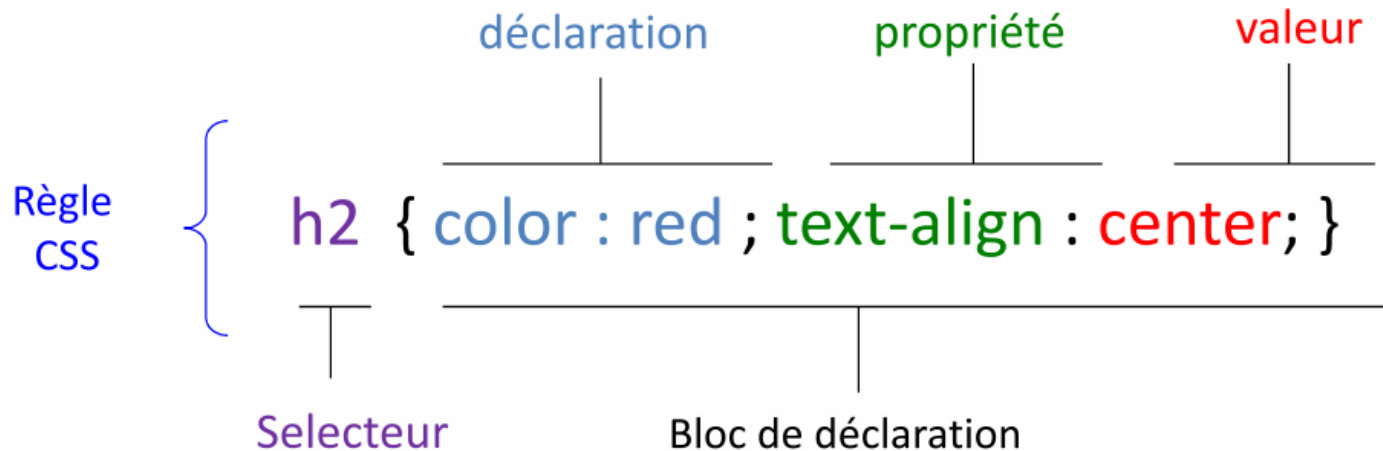 déclaration propriété valeur
Règle
CSS
h2 { color : red ; text-align : center; }
Selecteur Bloc de déclaration